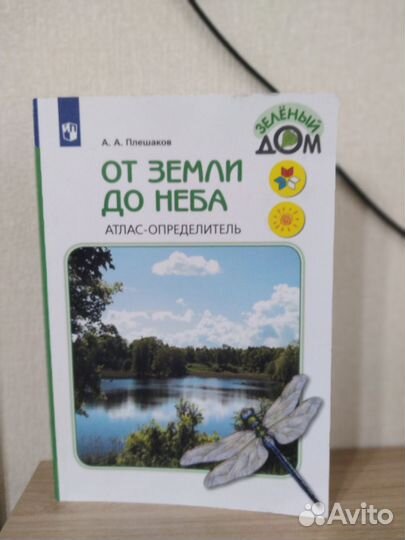 А. А. Плешаков
ЗЕЛЁНЫЙ
ДОМ
ОТ ЗЕМЛИ
ДО НЕБА
АТЛАС-ОПРЕДЕЛИТЕЛЬ
Avito